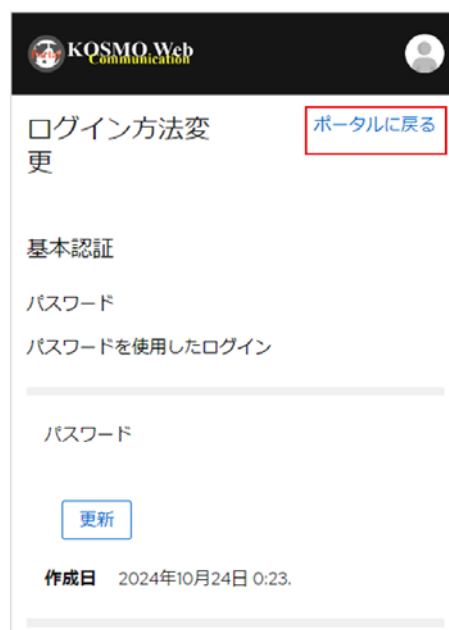 Portal KOSMO Web
Communication
ログイン方法変
更
ポータルに戻る
基本認証
パスワード
パスワードを使用したログイン
パスワード
更新
作成日 2024年10月24日 0:23.